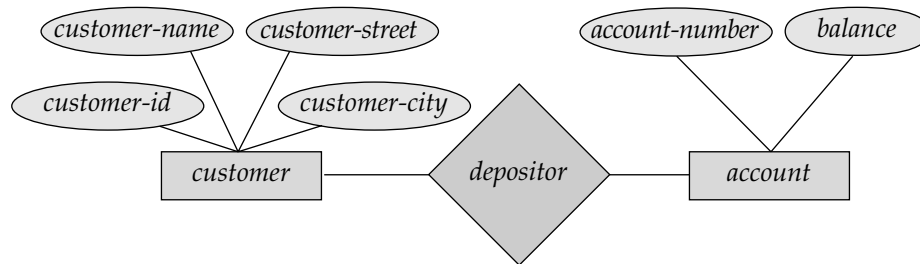 customer-name
customer-street
account-number
balance
customer-id
customer-city
customer
depositor
account